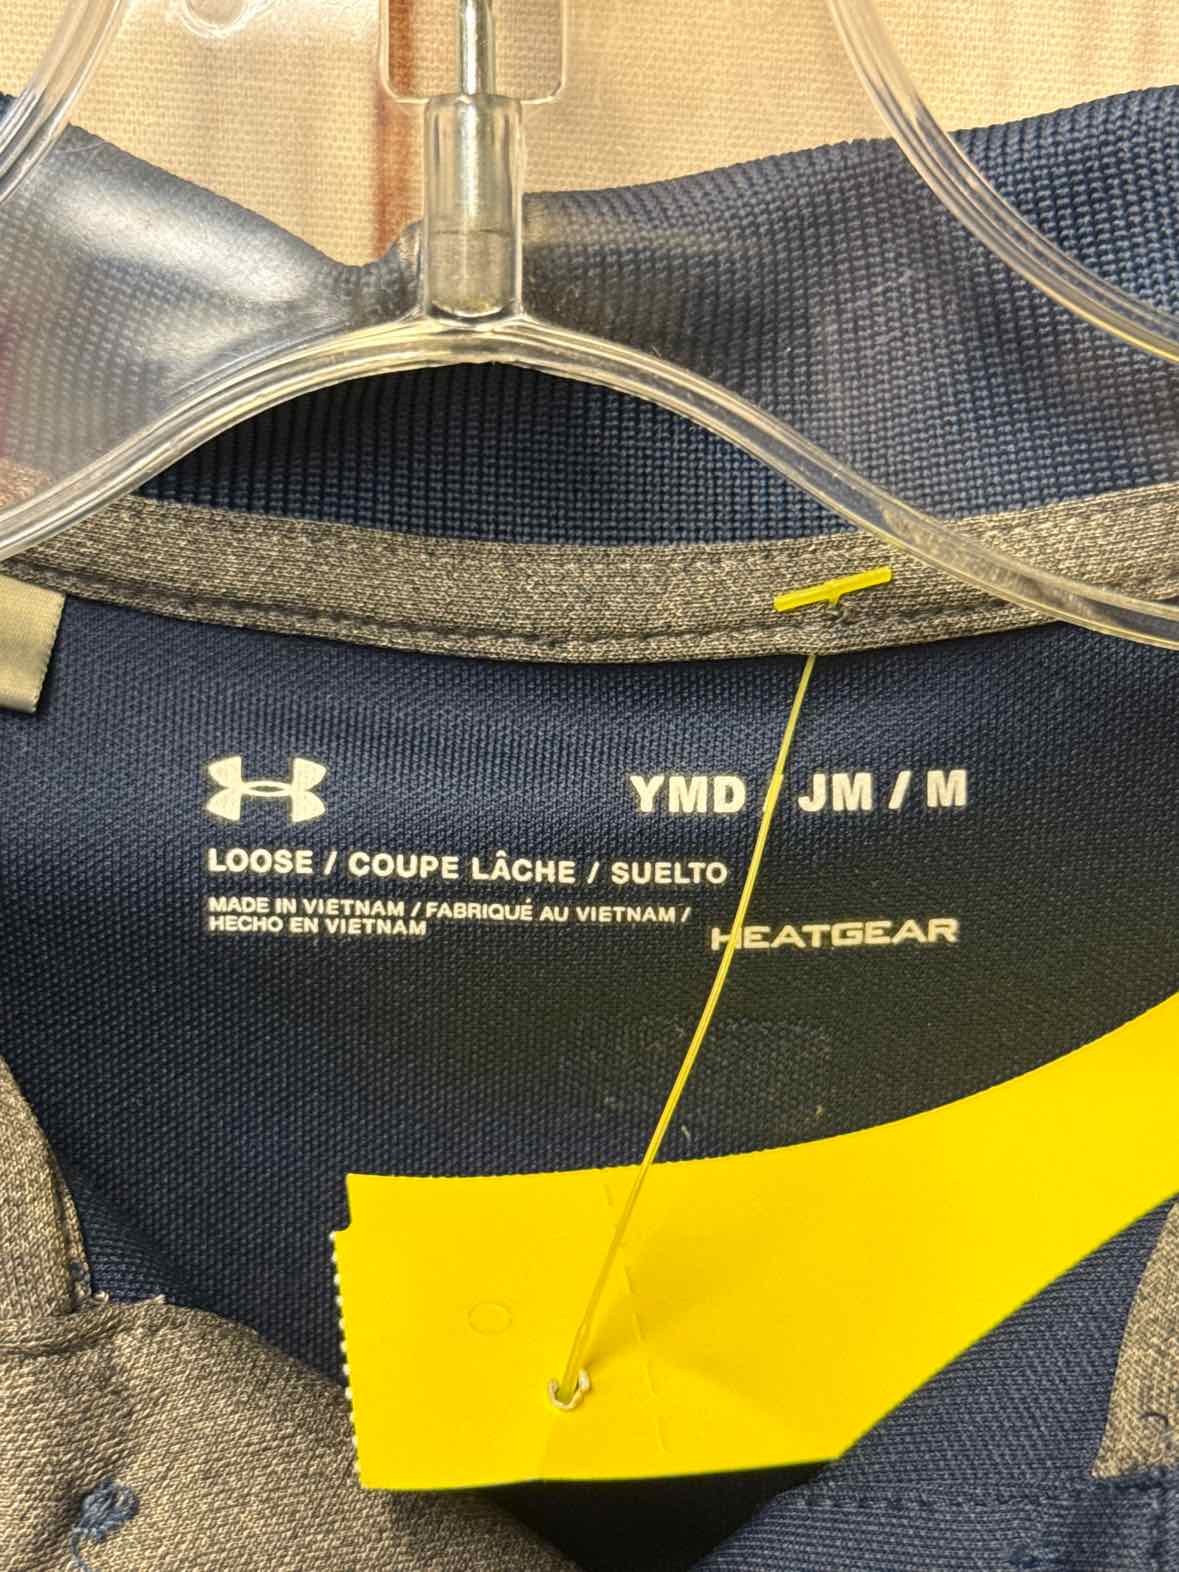 YMD / JM / M
LOOSE / COUPE LÂCHE / SUELTO
MADE IN VIETNAM / FABRIQUÉ AU VIETNAM /
HECHO EN VIETNAM
HEATGEAR